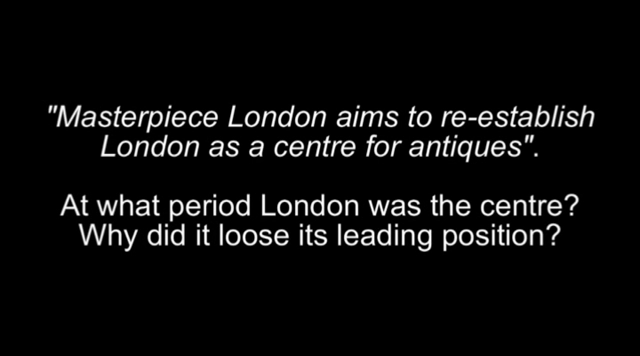 "Masterpiece London aims to re-establish
London as a centre for antiques".
At what period London was the centre?
Why did it loose its leading position?